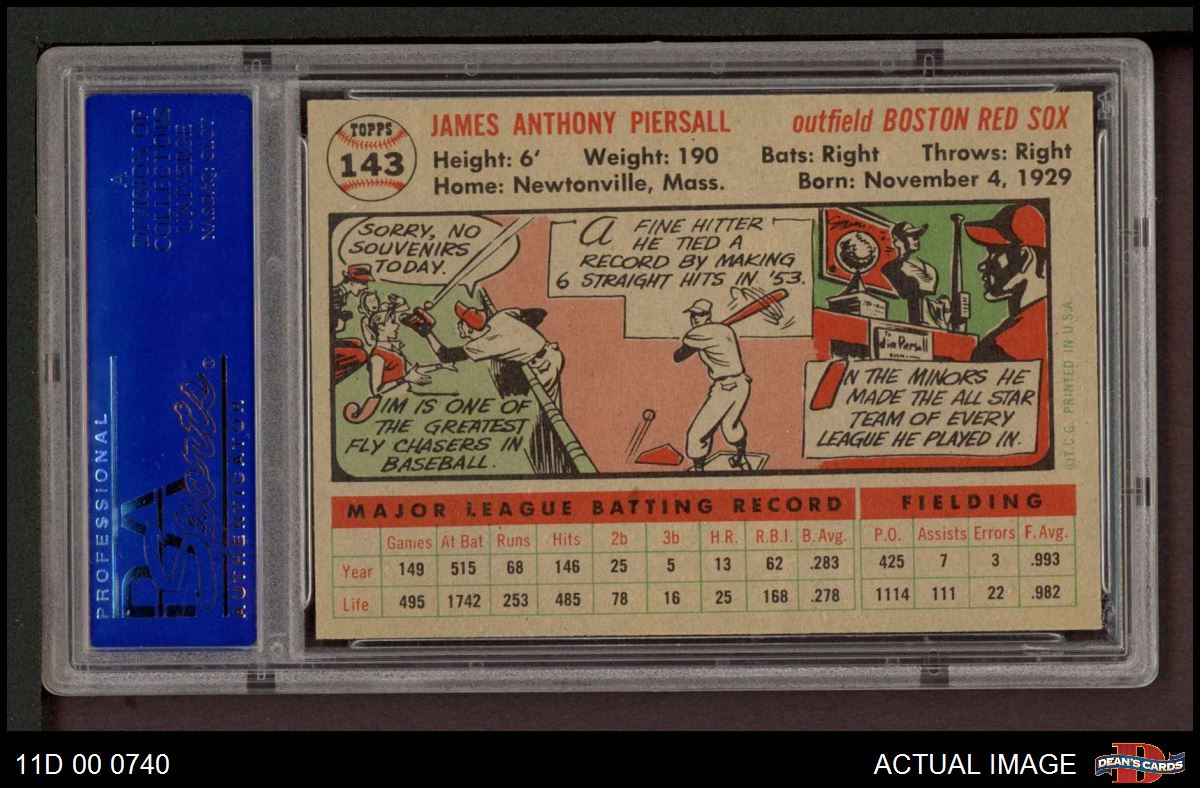 A
DIVISION OF
COLLECTORS
UNIVERSE
NASDAQ: CLCT
PROFESSIONAL
PSA
Sports
AUTHENTICATOR
TOPPS
143
JAMES ANTHONY PIERSALL
outfield BOSTON RED SOX
Height: 6' Weight: 190 Bats: Right Throws: Right
Home: Newtonville, Mass. Born: November 4, 1929
SORRY, NO
SOUVENIRS
TODAY.
JIM IS ONE OF
THE GREATEST
FLY CHASERS IN
BASEBALL.
A FINE HITTER
HE TIED A
RECORD BY MAKING
6 STRAIGHT HITS IN '53.
Jim Piersall
IN THE MINORS HE
MADE THE ALL STAR
TEAM OF EVERY
LEAGUE HE PLAYED IN.
©T.C.G. PRINTED IN U.S.A.
MAJOR LEAGUE BATTING RECORD FIELDING
Games At Bat Runs Hits 2b 3b H.R. R.B.I. B. Avg. P.O. Assists Errors F. Avg.
Year 149 515 68 146 25 5 13 62 .283 425 7 3 .993
Life 495 1742 253 485 78 16 25 168 .278 1114 111 22 .982
11D 00 0740
ACTUAL IMAGE
D
DEAN'S CARDS